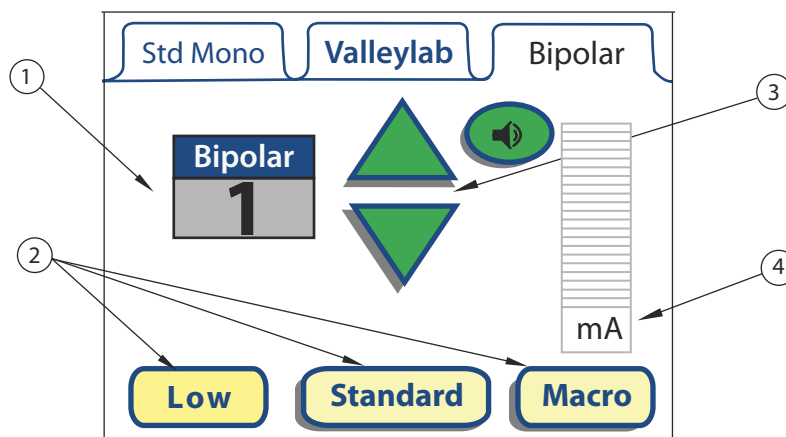 Std Mono
Valleylab
Bipolar
1
3
Bipolar
1
2
4
mA
Low
Standard
Macro